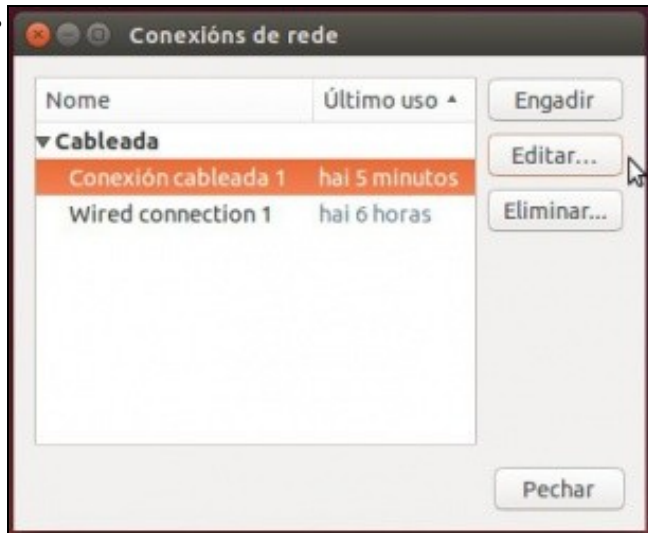 Conexións de rede
Nome Último uso
Engadir
Cableada
Editar...
Conexión cableada 1 hai 5 minutos
Wired connection 1 hai 6 horas
Eliminar...
Pechar